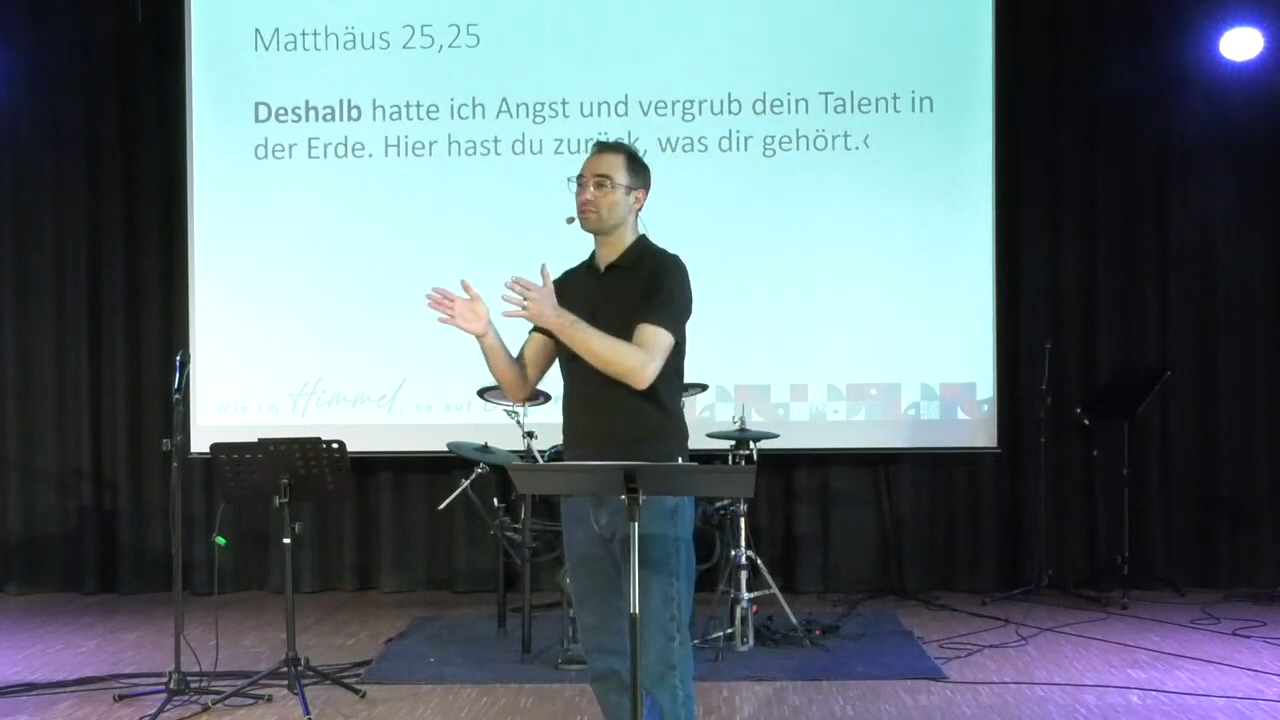 Matthäus 25,25
Deshalb hatte ich Angst und vergrub dein Talent in
der Erde. Hier hast du zurück, was dir gehört.‹
wie im Himmel, so auf